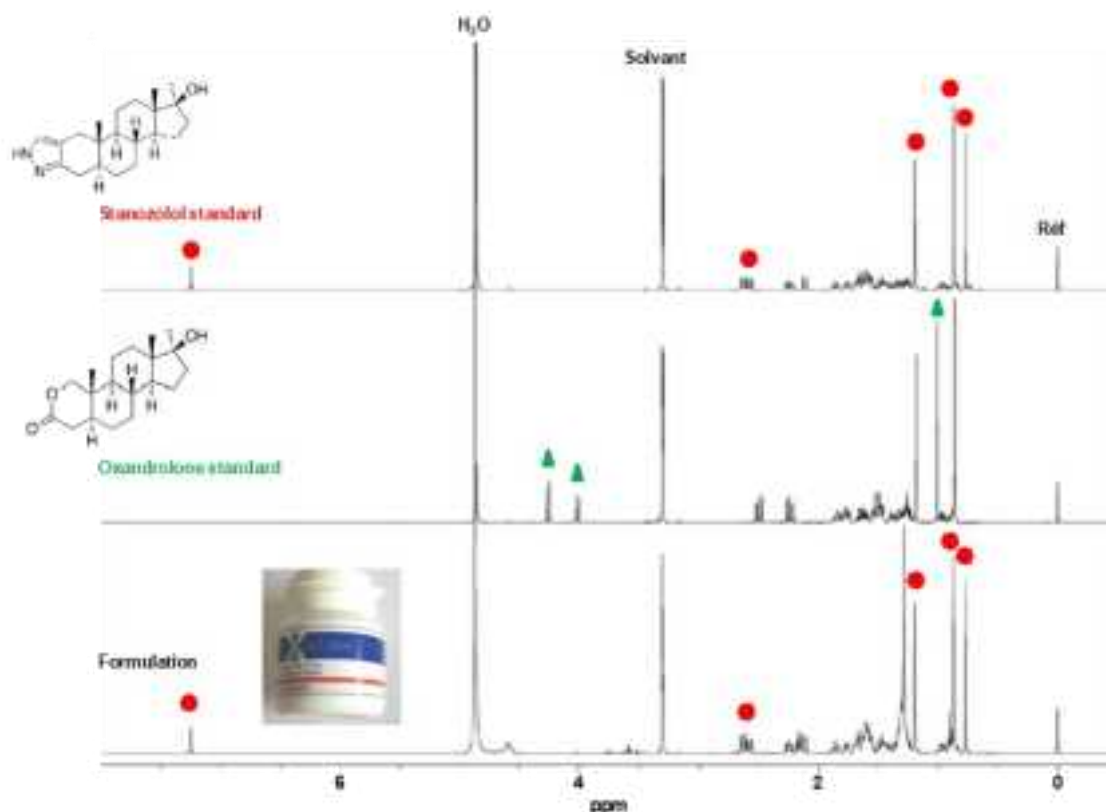 H₂O
Solvant
OH
HN
N
H
H
H
H
Stanozolol standard
Réf
OH
O
O
H
H
H
H
Oxandrolone standard
Formulation
6
4
2
0
ppm